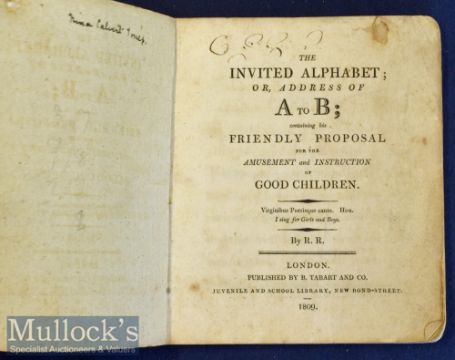 THE
INVITED ALPHABET;
OR, ADDRESS OF
A TO B;
containing his
FRIENDLY PROPOSAL
FOR THE
AMUSEMENT and INSTRUCTION
OF
GOOD CHILDREN.
Virginibus Puerisque canto. Hor.
I sing for Girls and Boys.
By R. R.
LONDON.
PUBLISHED BY B. TABART AND CO.
JUVENILE AND SCHOOL LIBRARY, NEW BOND-STREET.
1809.
MULLOCK'S
Specialist Auctioneers & Valuers